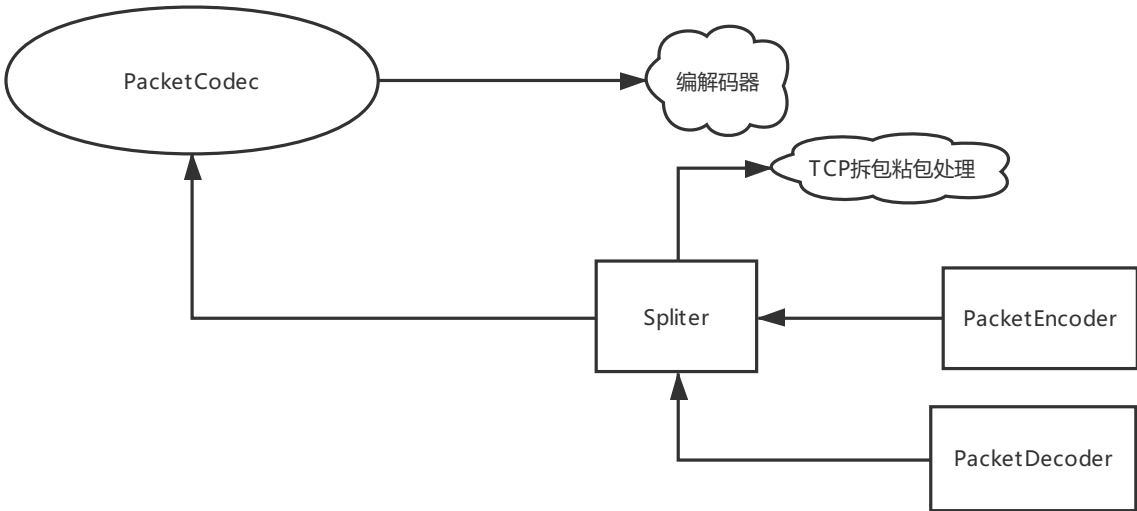 PacketCodec
编解码器
TCP拆包粘包处理
Spliter
PacketEncoder
PacketDecoder